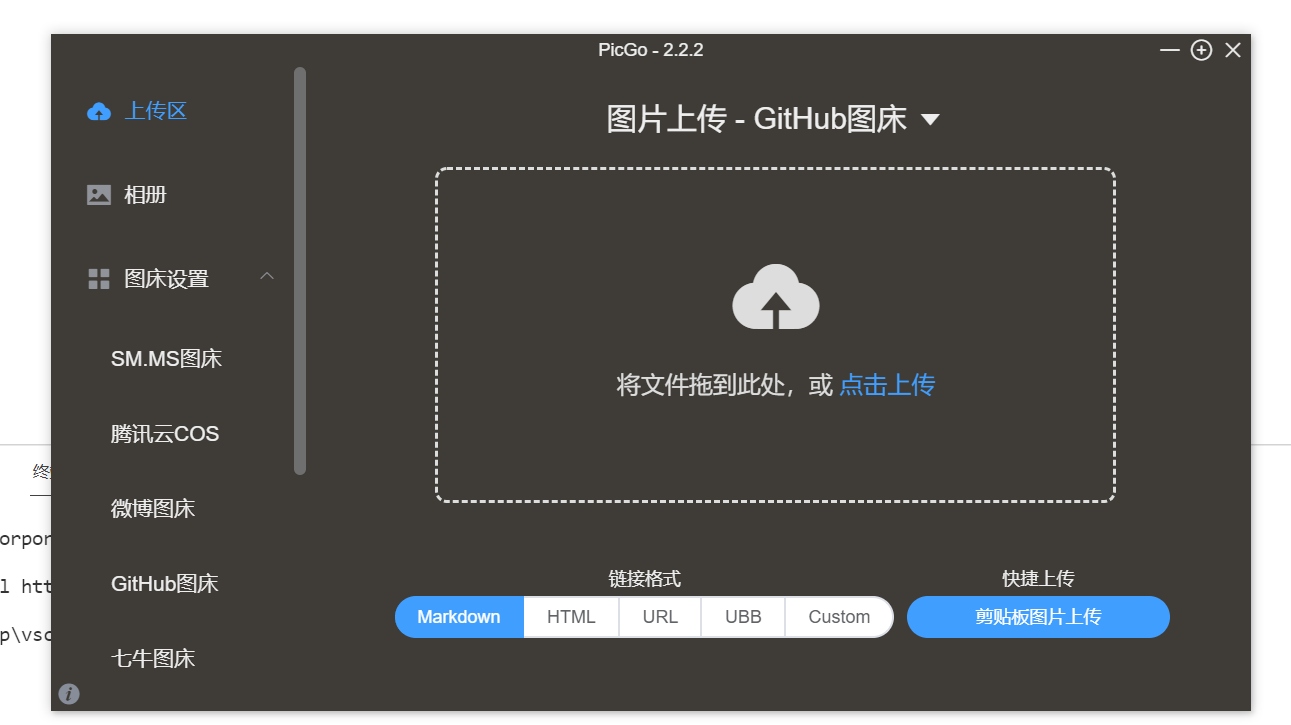 PicGo - 2.2.2
上传区
相册
图床设置
SM.MS图床
腾讯云COS
微博图床
GitHub图床
七牛图床
图片上传 - GitHub图床
将文件拖到此处，或 点击上传
链接格式
Markdown HTML URL UBB Custom
快捷上传
剪贴板图片上传
orpor
l htt
p\vsc